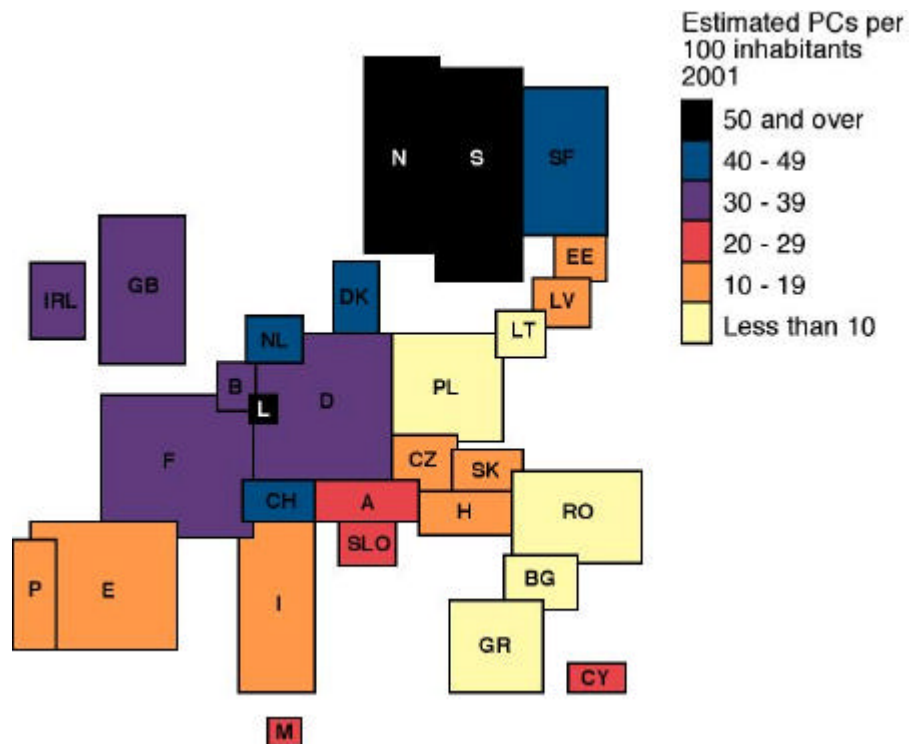 Estimated PCs per
100 inhabitants
2001
50 and over
40 - 49
30 - 39
20 - 29
10 - 19
Less than 10
N
S
SF
EE
LV
LT
IRL
GB
DK
NL
B
L
D
PL
F
CZ
SK
CH
A
H
RO
SLO
BG
P
E
I
GR
CY
M